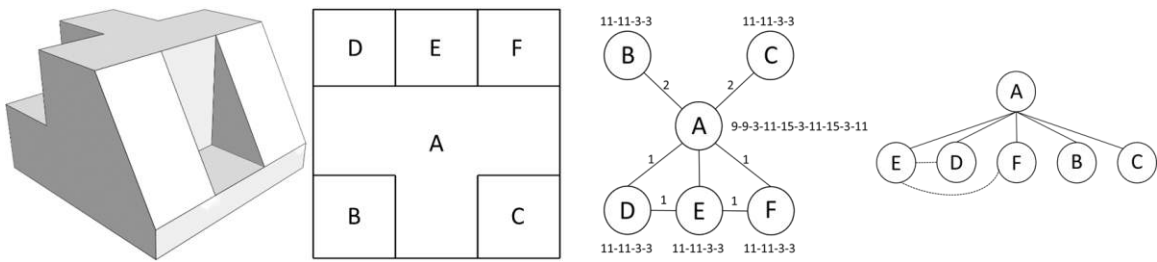 D E F
A
B C
11-11-3-3 11-11-3-3
B C
2 2
A 9-9-3-11-15-3-11-15-3-11
1 1
D 1 E 1 F
11-11-3-3 11-11-3-3 11-11-3-3
A
E D F B C